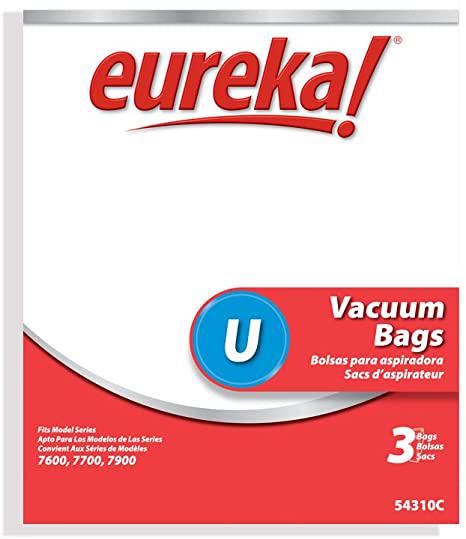 eureka!®
U
Vacuum
Bags
Bolsas para aspiradora
Sacs d'aspirateur
Fits Model Series
Apto Para Los Modelos de Las Series
Convient Aux Séries de Modèles
7600, 7700, 7900
3 Bags
Bolsas
Sacs
54310C